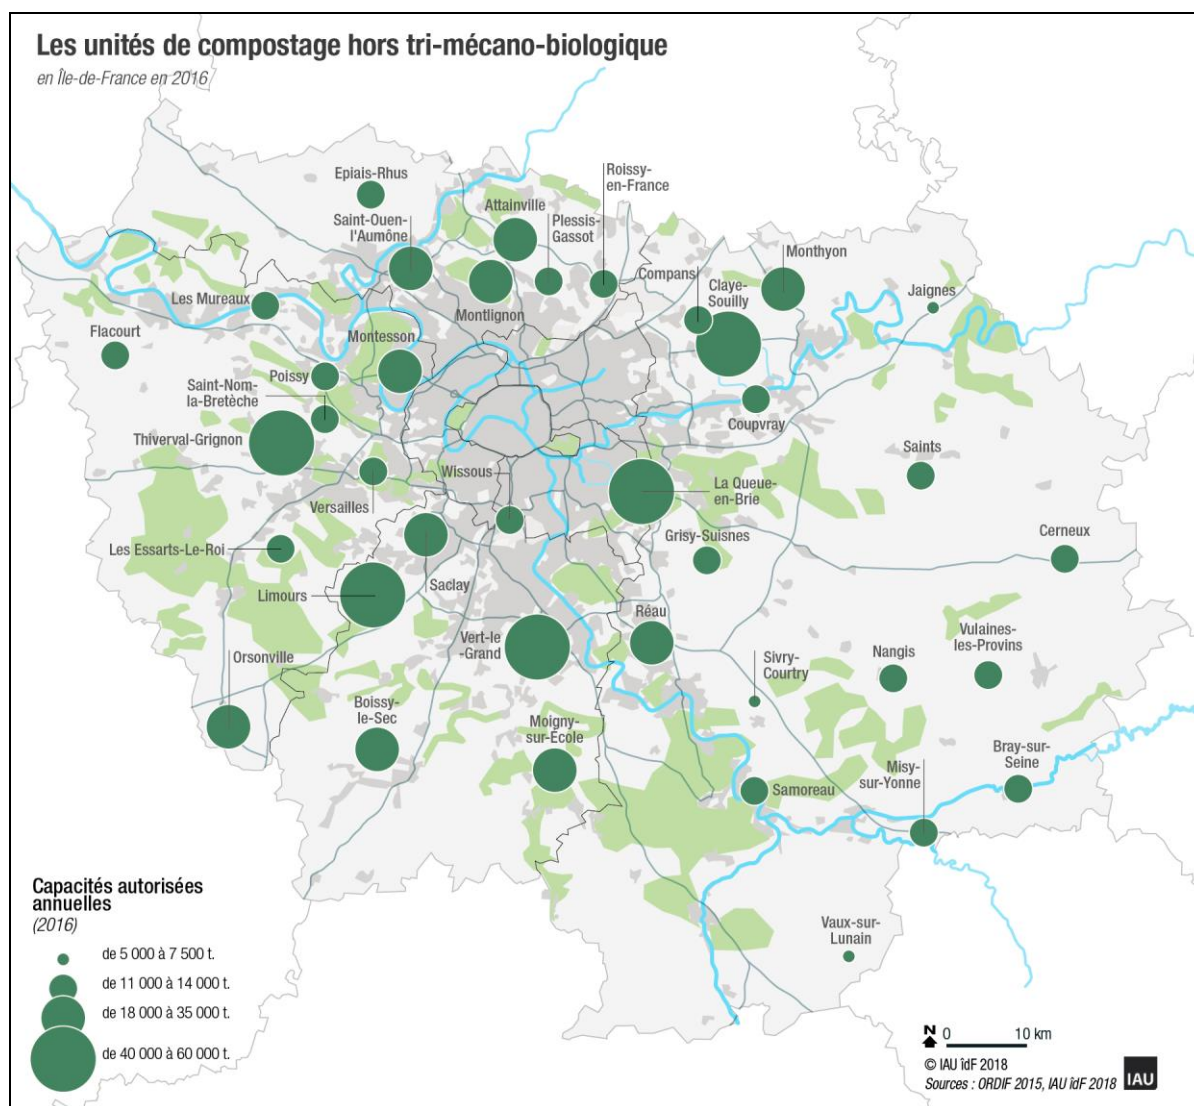 Les unités de compostage hors tri-mécano-biologique
en Île-de-France en 2016
Epiais-Rhus
Roissy-
en-France
Saint-Ouen-
l'Aumône
Attainville
Plessis-
Gassot
Monthyon
Compans
Claye-
Souilly
Jaignes
Les Mureaux
Montlignon
Flacourt
Montesson
Poissy
Saint-Nom-
la-Bretèche
Coupvray
Thiverval-Grignon
Saints
Wissous
La Queue-
en-Brie
Versailles
Grisy-Suisnes
Cerneux
Les Essarts-Le-Roi
Saclay
Limours
Réau
Vert-le
-Grand
Vulaines-
les-Provins
Orsonville
Sivry-
Courtry
Nangis
Boissy-
le-Sec
Moigny-
sur-École
Bray-sur-
Seine
Misy-
sur-Yonne
Samoreau
Vaux-sur-
Lunain
Capacités autorisées
annuelles
(2016)
de 5 000 à 7 500 t.
de 11 000 à 14 000 t.
de 18 000 à 35 000 t.
de 40 000 à 60 000 t.
N 0 10 km
© IAU îdF 2018
Sources : ORDIF 2015, IAU îdF 2018
IAU